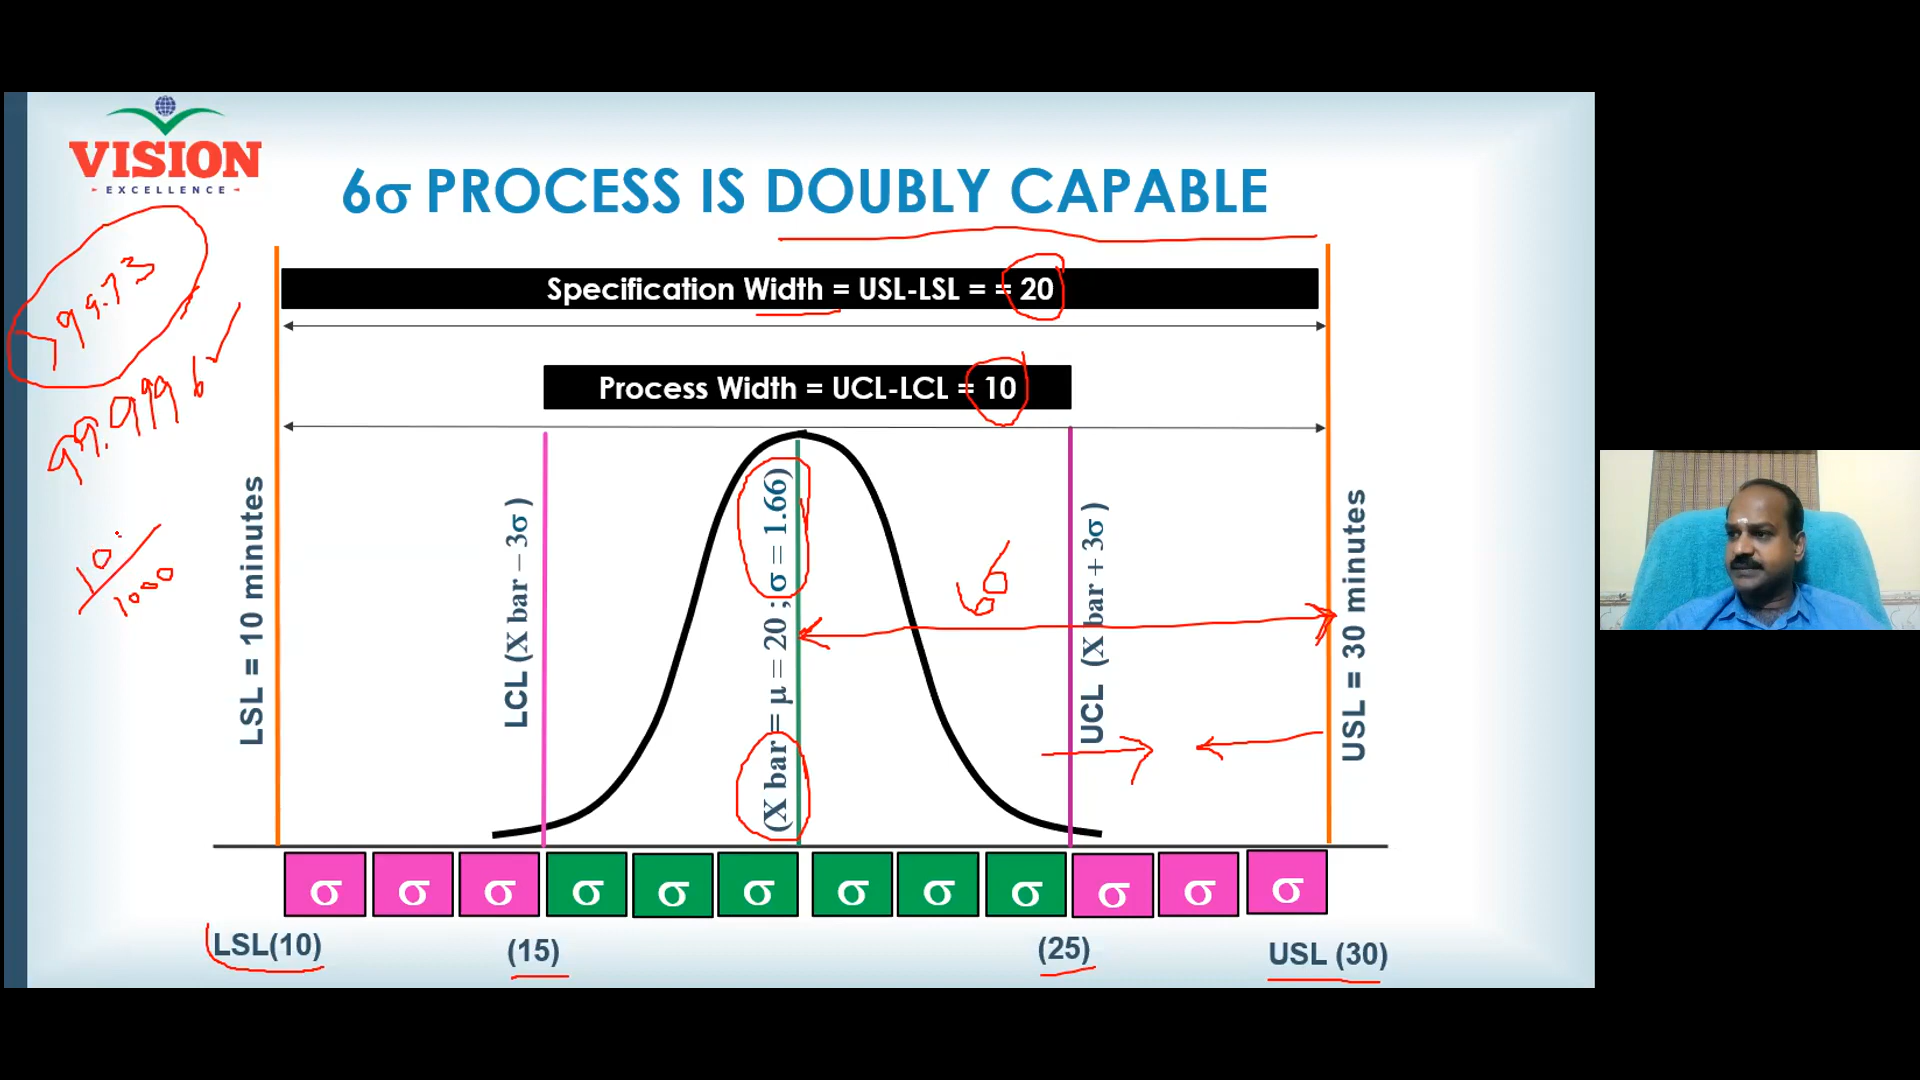 VISION
EXCELLENCE
6σ PROCESS IS DOUBLY CAPABLE
Specification Width = USL-LSL = = 20
Process Width = UCL-LCL = 10
99.73
99.9996
10
1000
LSL = 10 minutes
LCL (X bar – 3σ )
(X bar = μ = 20 ; σ = 1.66)
6σ
UCL (X bar + 3σ )
USL = 30 minutes
σ σ σ σ σ σ σ σ σ σ σ σ
LSL(10) (15) (25) USL (30)